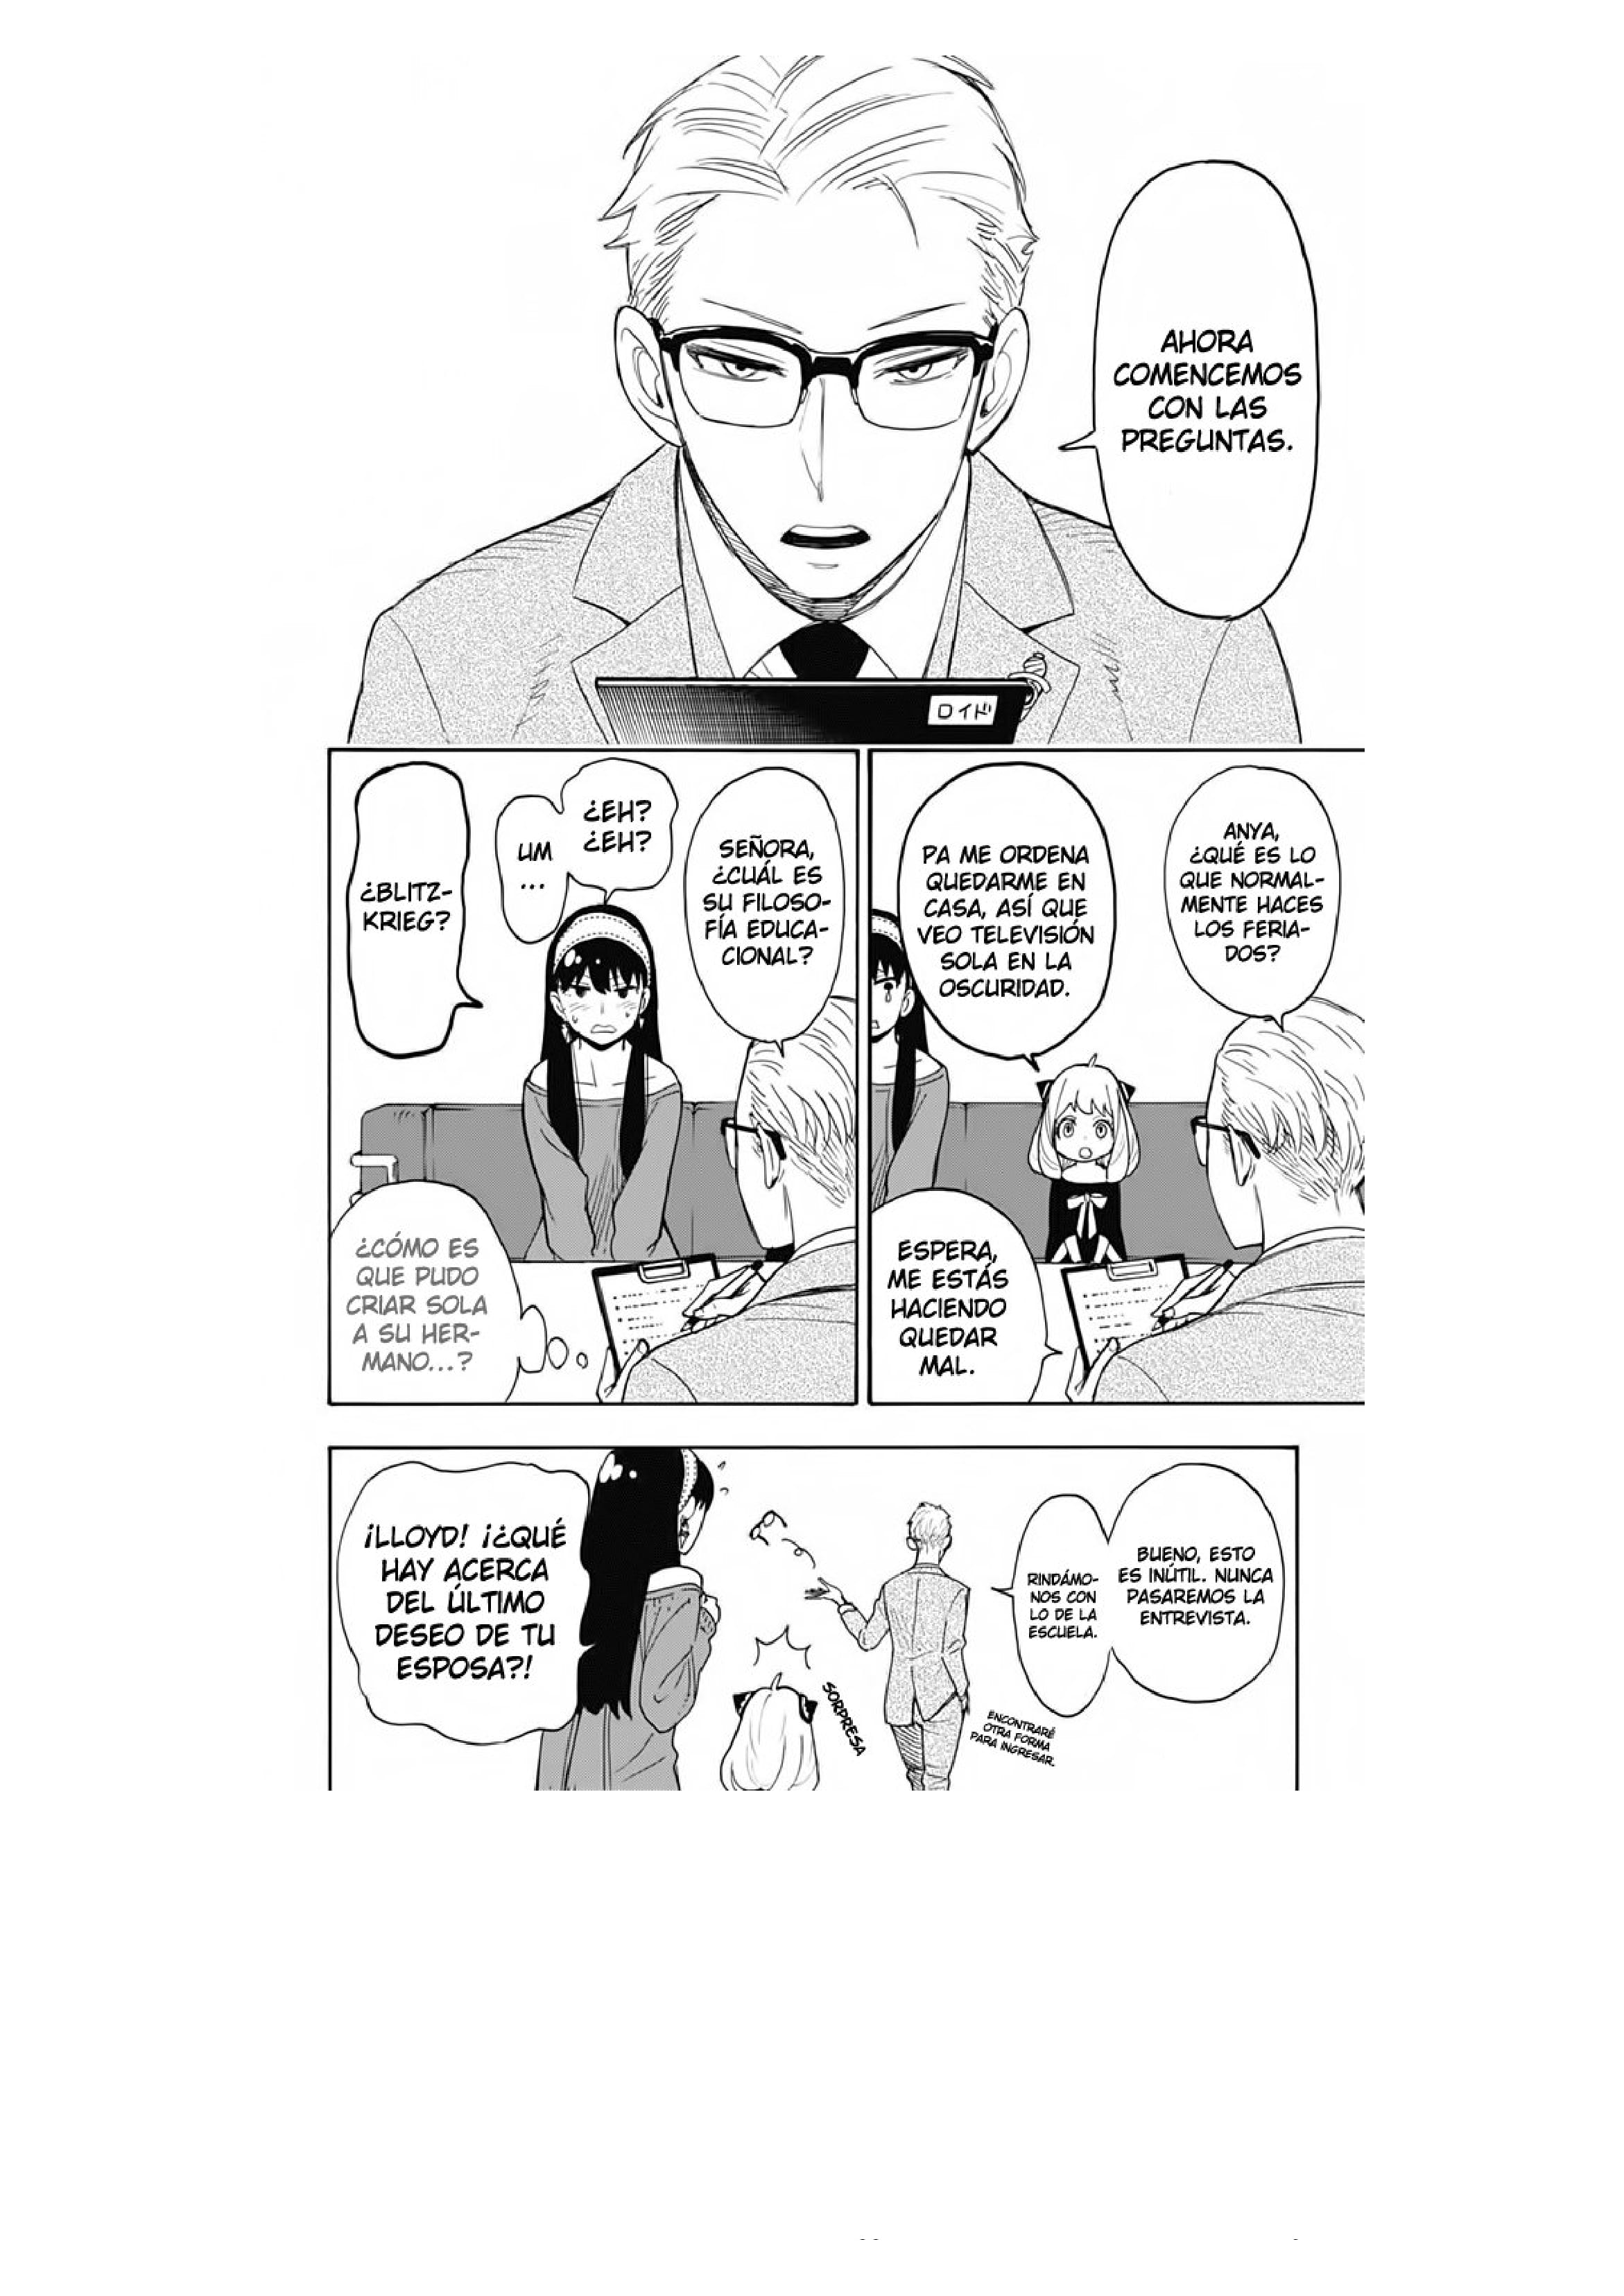 AHORA
COMENCEMOS
CON LAS
PREGUNTAS.
ロイド
ANYA,
¿QUÉ ES LO
QUE NORMAL-
MENTE HACES
LOS FERIA-
DOS?
PA ME ORDENA
QUEDARME EN
CASA, ASÍ QUE
VEO TELEVISIÓN
SOLA EN LA
OSCURIDAD.
ESPERA,
ME ESTÁS
HACIENDO
QUEDAR
MAL.
SEÑORA,
¿CUÁL ES
SU FILOSO-
FÍA EDUCA-
CIONAL?
¿EH?
¿EH?
UM
...
¿BLITZ-
KRIEG?
¿CÓMO ES
QUE PUDO
CRIAR SOLA
A SU HER-
MANO...?
BUENO, ESTO
ES INÚTIL. NUNCA
PASAREMOS LA
ENTREVISTA.
RINDÁMO-
NOS CON
LO DE LA
ESCUELA.
ENCONTRARÉ
OTRA FORMA
PARA INGRESAR.
SORPRESA
¡LLOYD! ¡¿QUÉ
HAY ACERCA
DEL ÚLTIMO
DESEO DE TU
ESPOSA?!